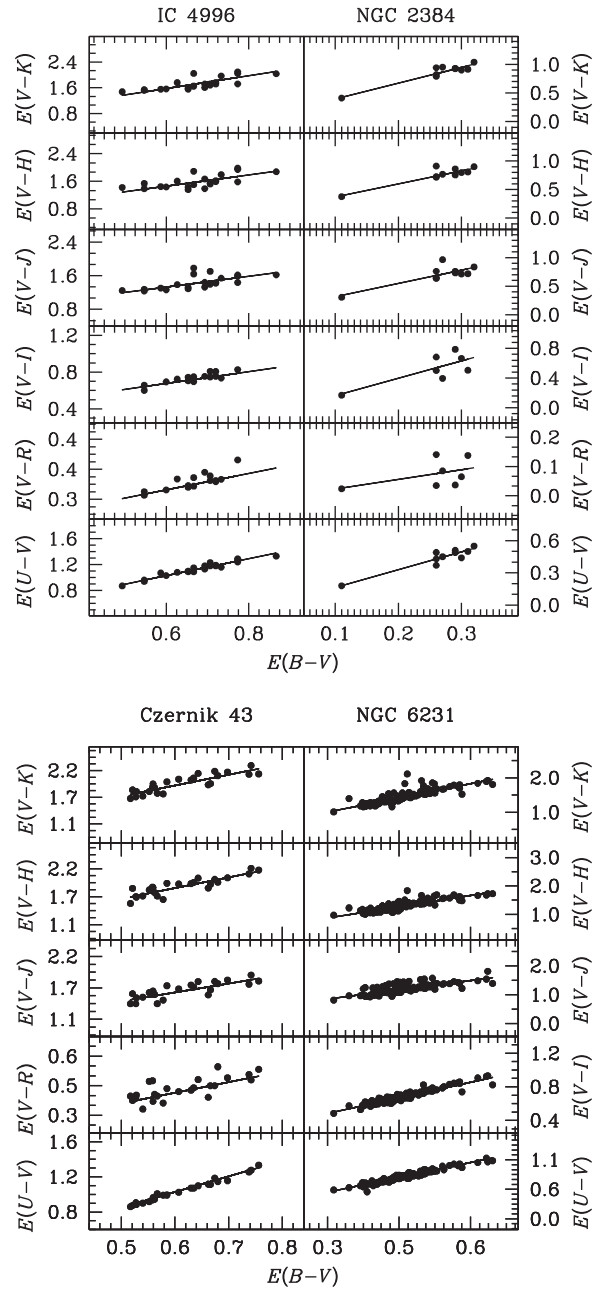 IC 4996 NGC 2384
E(V−K) 2.4 1.6 0.8 1.0 0.5 0.0 E(V−K)
E(V−H) 2.4 1.6 0.8 1.0 0.5 0.0 E(V−H)
E(V−J) 2.4 1.6 0.8 1.0 0.5 0.0 E(V−J)
E(V−I) 1.2 0.8 0.4 0.8 0.4 0.0 E(V−I)
E(V−R) 0.4 0.4 0.3 0.2 0.1 0.0 E(V−R)
E(U−V) 1.6 1.2 0.8 0.6 0.3 0.0 E(U−V)
0.6 0.8 0.1 0.2 0.3
E(B−V)
Czernik 43 NGC 6231
E(V−K) 2.2 1.7 1.1 2.0 1.0 E(V−K)
E(V−H) 2.2 1.7 1.1 3.0 2.0 1.0 E(V−H)
E(V−J) 2.2 1.7 1.1 2.0 1.0 0.0 E(V−J)
E(V−R) 0.6 0.5 0.3 1.2 0.8 0.4 E(V−I)
E(U−V) 1.6 1.2 0.8 1.1 0.6 0.0 E(U−V)
0.5 0.6 0.7 0.8 0.3 0.5 0.6
E(B−V)